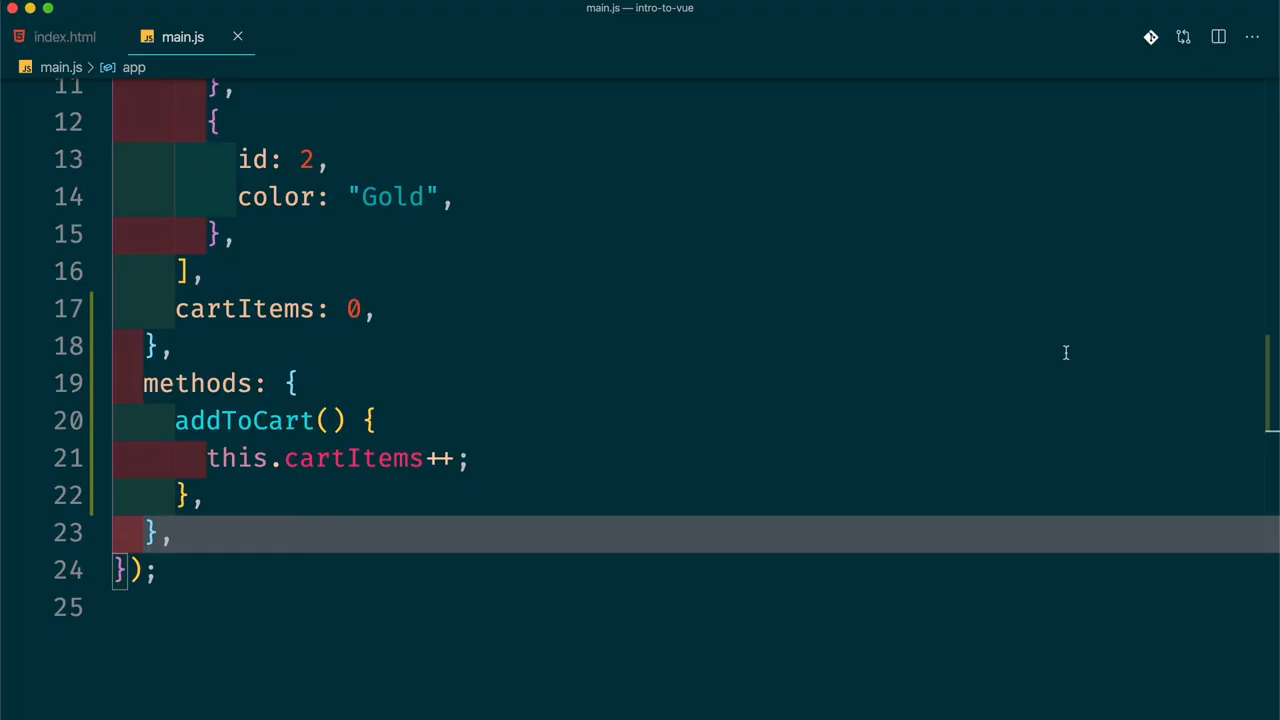 main.js — intro-to-vue
index.html
main.js
main.js > app
11 },
12 {
13 id: 2,
14 color: "Gold",
15 },
16 ],
17 cartItems: 0,
18 },
19 methods: {
20 addToCart() {
21 this.cartItems++;
22 },
23 },
24 });
25